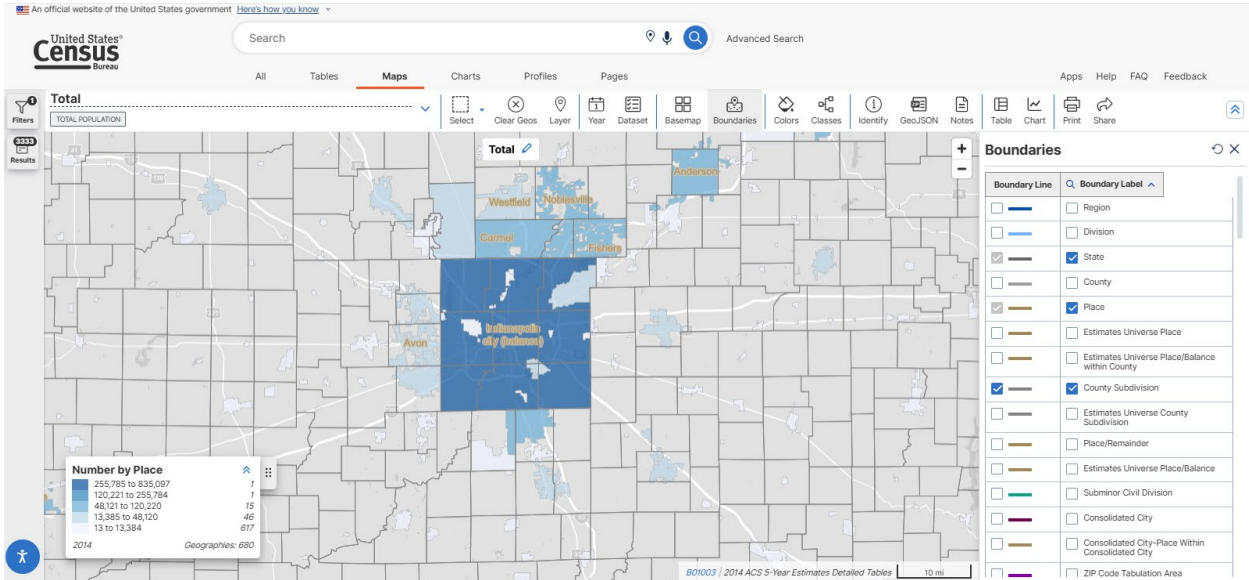 An official website of the United States government Here's how you know
United States®
Census
Bureau
Search
Advanced Search
All Tables Maps Charts Profiles Pages
Apps Help FAQ Feedback
1
Filters
3333
Results
Total
TOTAL POPULATION
Select Clear Geos Layer Year Dataset Basemap Boundaries Colors Classes Identify GeoJSON Notes Table Chart Print Share
Total
+
−
Anderson
Westfield Noblesville
Carmel
Fishers
Indianapolis
city (balance)
Avon
Number by Place
255,785 to 835,097 1
120,221 to 255,784 1
48,121 to 120,220 15
13,385 to 48,120 46
13 to 13,384 617
2014 Geographies: 680
B01003 | 2014 ACS 5-Year Estimates Detailed Tables
10 mi
Boundaries
Boundary Line Boundary Label
Region
Division
State
County
Place
Estimates Universe Place
Estimates Universe Place/Balance
within County
County Subdivision
Estimates Universe County
Subdivision
Place/Remainder
Estimates Universe Place/Balance
Subminor Civil Division
Consolidated City
Consolidated City-Place Within
Consolidated City
ZIP Code Tabulation Area